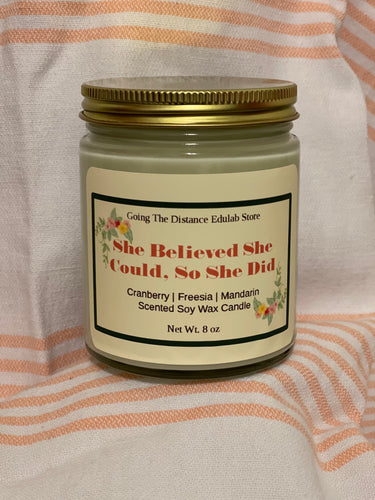 Going The Distance Edulab Store
She Believed She
Could, So She Did
Cranberry | Freesia | Mandarin
Scented Soy Wax Candle
Net Wt. 8 oz